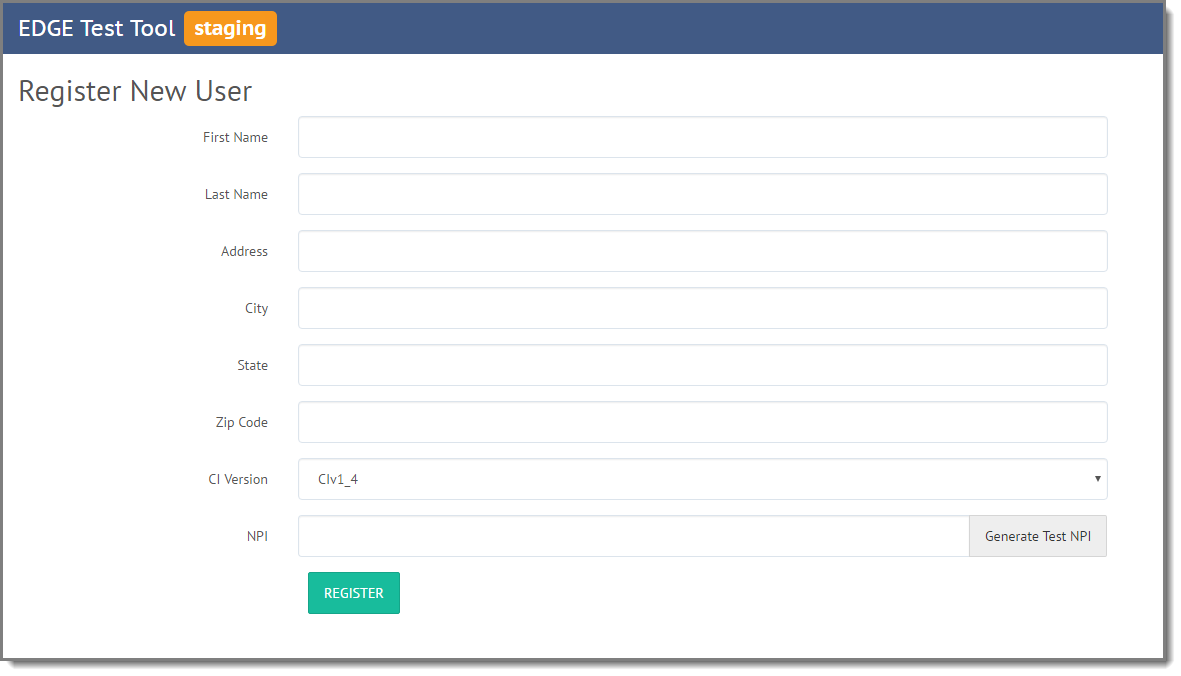 EDGE Test Tool staging
Register New User
First Name
Last Name
Address
City
State
Zip Code
CI Version CIv1_4
NPI Generate Test NPI
REGISTER